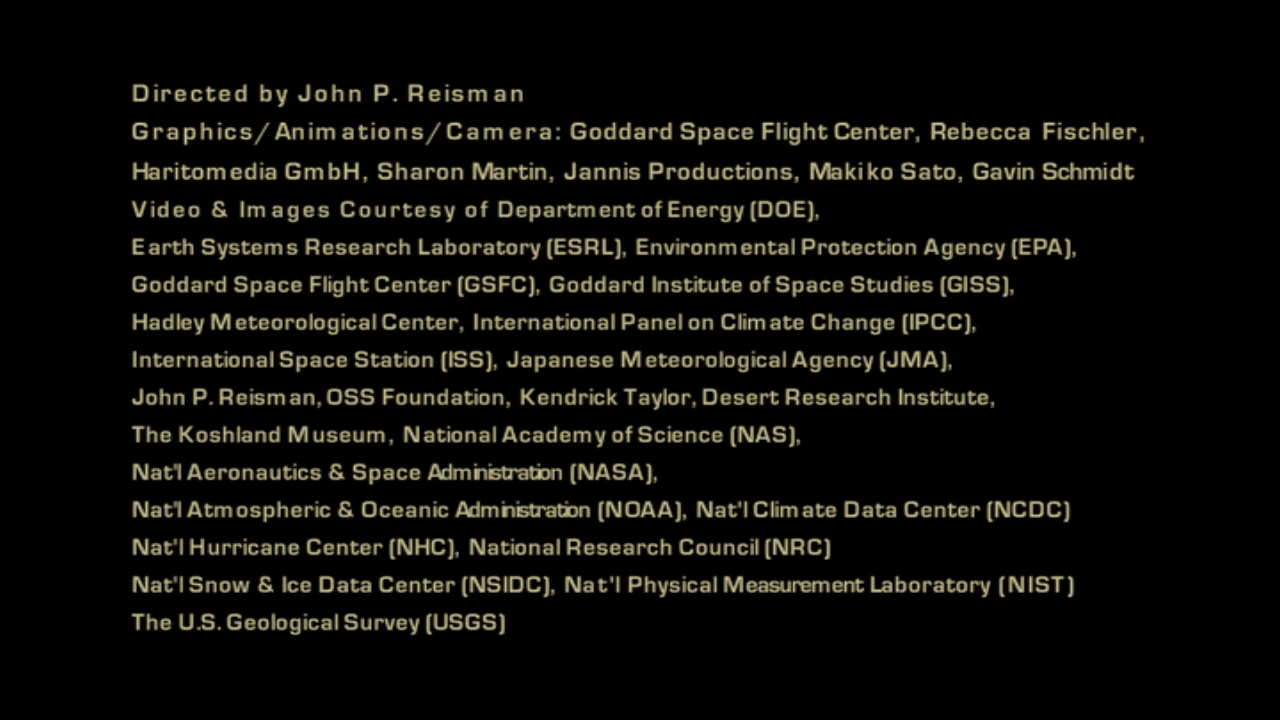 Directed by John P. Reisman
Graphics/Animations/Camera: Goddard Space Flight Center, Rebecca Fischler,
Haritomedia GmbH, Sharon Martin, Jannis Productions, Makiko Sato, Gavin Schmidt
Video & Images Courtesy of Department of Energy (DOE),
Earth Systems Research Laboratory (ESRL), Environmental Protection Agency (EPA),
Goddard Space Flight Center (GSFC), Goddard Institute of Space Studies (GISS),
Hadley Meteorological Center, International Panel on Climate Change (IPCC),
International Space Station (ISS), Japanese Meteorological Agency (JMA),
John P. Reisman, OSS Foundation, Kendrick Taylor, Desert Research Institute,
The Koshland Museum, National Academy of Science (NAS),
Nat'l Aeronautics & Space Administration (NASA),
Nat'l Atmospheric & Oceanic Administration (NOAA), Nat'l Climate Data Center (NCDC)
Nat'l Hurricane Center (NHC), National Research Council (NRC)
Nat'l Snow & Ice Data Center (NSIDC), Nat'l Physical Measurement Laboratory (NIST)
The U.S. Geological Survey (USGS)